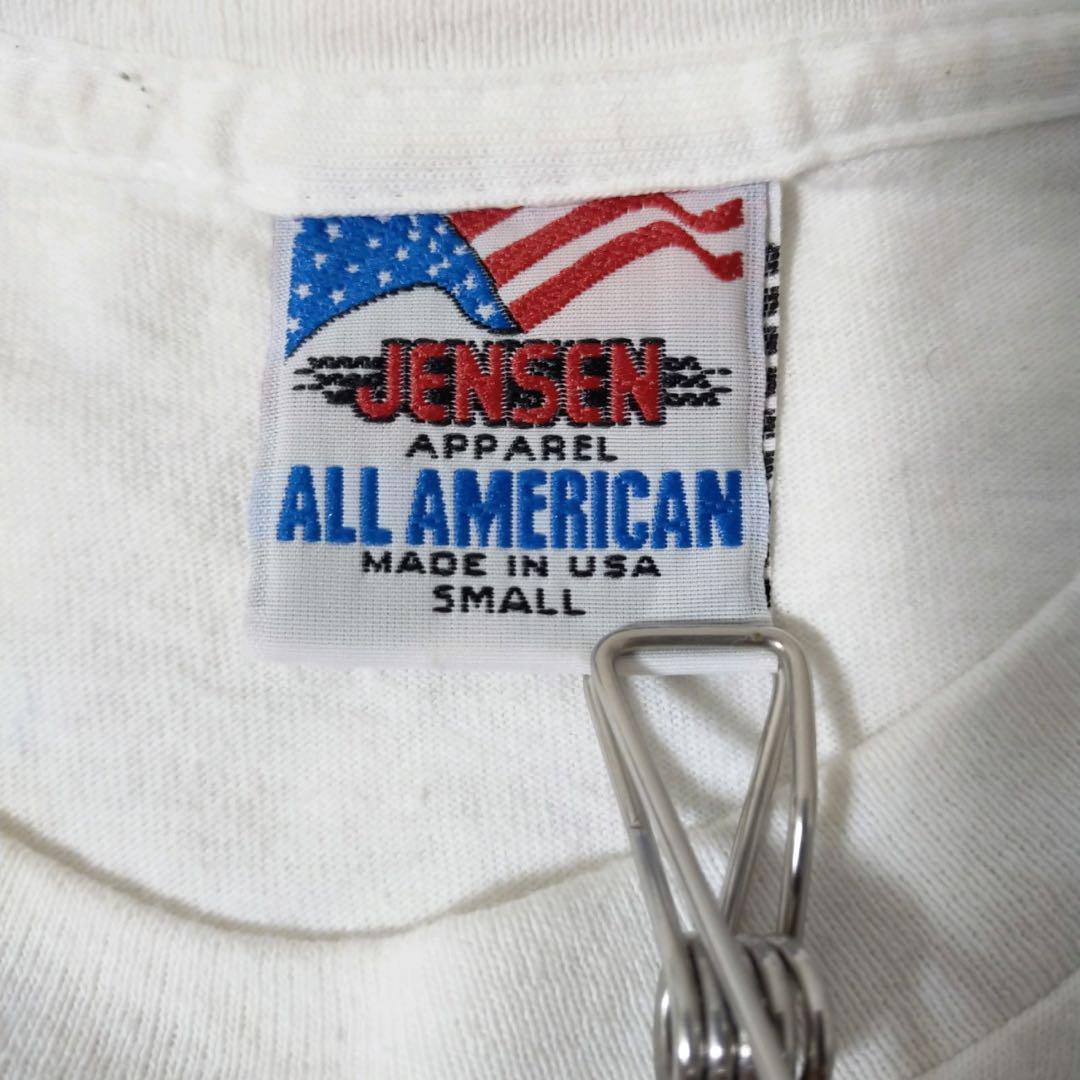 JENSEN
APPAREL
ALL AMERICAN
MADE IN USA
SMALL